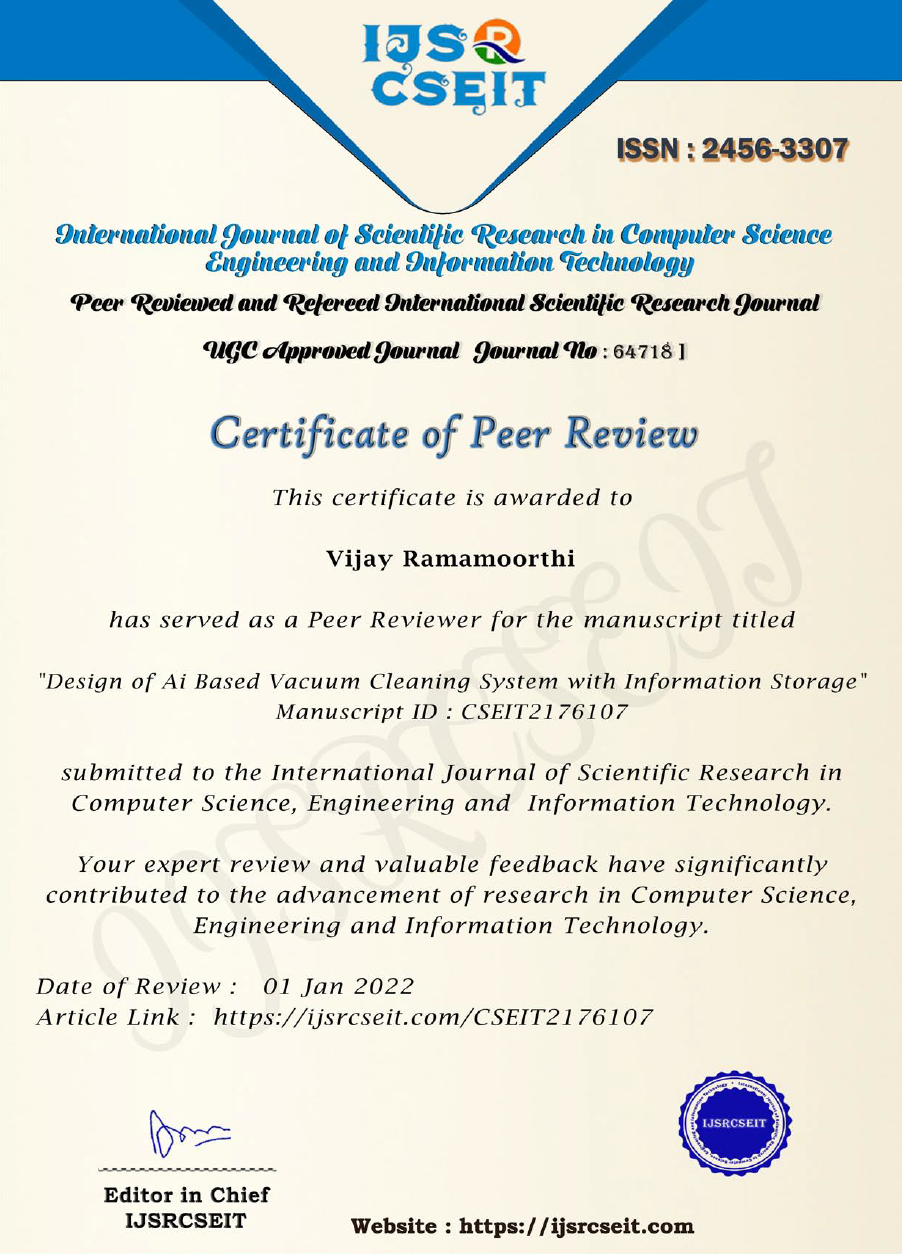 IJSR
CSEIT
ISSN : 2456-3307
International Journal of Scientific Research in Computer Science
Engineering and Information Technology
Peer Reviewed and Refereed International Scientific Research Journal
UGC Approved Journal Journal No : 64718 ]
Certificate of Peer Review
This certificate is awarded to
Vijay Ramamoorthi
has served as a Peer Reviewer for the manuscript titled
"Design of Ai Based Vacuum Cleaning System with Information Storage"
Manuscript ID : CSEIT2176107
submitted to the International Journal of Scientific Research in
Computer Science, Engineering and Information Technology.
Your expert review and valuable feedback have significantly
contributed to the advancement of research in Computer Science,
Engineering and Information Technology.
Date of Review : 01 Jan 2022
Article Link : https://ijsrcseit.com/CSEIT2176107
IJSRCSEIT
IJSRCSEIT
Editor in Chief
IJSRCSEIT
Website : https://ijsrcseit.com